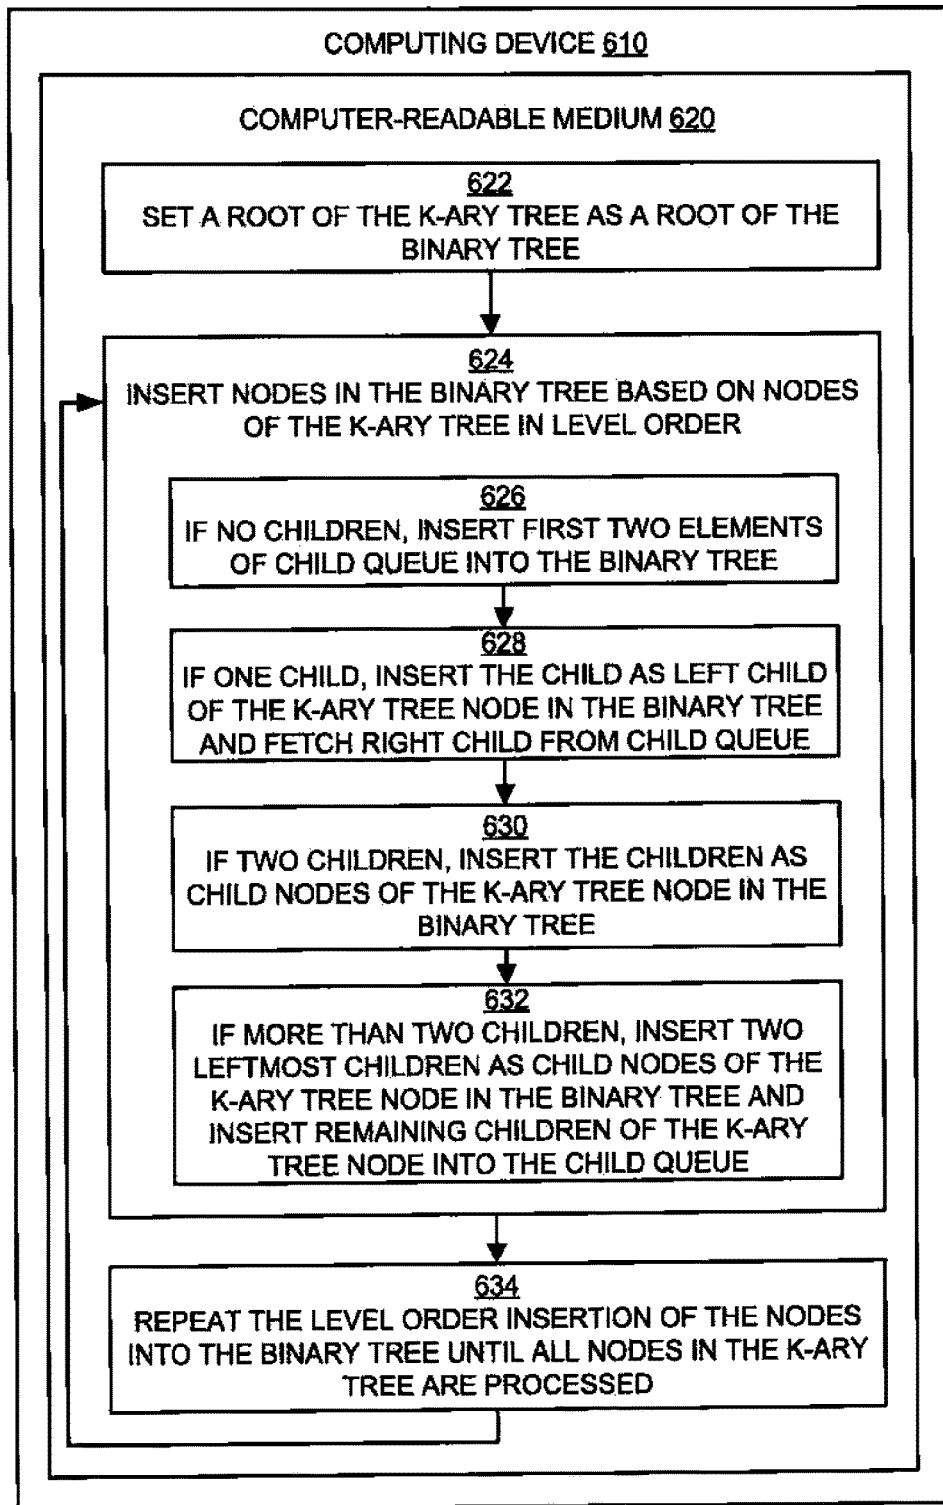 COMPUTING DEVICE 610
COMPUTER-READABLE MEDIUM 620
622
SET A ROOT OF THE K-ARY TREE AS A ROOT OF THE
BINARY TREE
624
INSERT NODES IN THE BINARY TREE BASED ON NODES
OF THE K-ARY TREE IN LEVEL ORDER
626
IF NO CHILDREN, INSERT FIRST TWO ELEMENTS
OF CHILD QUEUE INTO THE BINARY TREE
628
IF ONE CHILD, INSERT THE CHILD AS LEFT CHILD
OF THE K-ARY TREE NODE IN THE BINARY TREE
AND FETCH RIGHT CHILD FROM CHILD QUEUE
630
IF TWO CHILDREN, INSERT THE CHILDREN AS
CHILD NODES OF THE K-ARY TREE NODE IN THE
BINARY TREE
632
IF MORE THAN TWO CHILDREN, INSERT TWO
LEFTMOST CHILDREN AS CHILD NODES OF THE
K-ARY TREE NODE IN THE BINARY TREE AND
INSERT REMAINING CHILDREN OF THE K-ARY
TREE NODE INTO THE CHILD QUEUE
634
REPEAT THE LEVEL ORDER INSERTION OF THE NODES
INTO THE BINARY TREE UNTIL ALL NODES IN THE K-ARY
TREE ARE PROCESSED